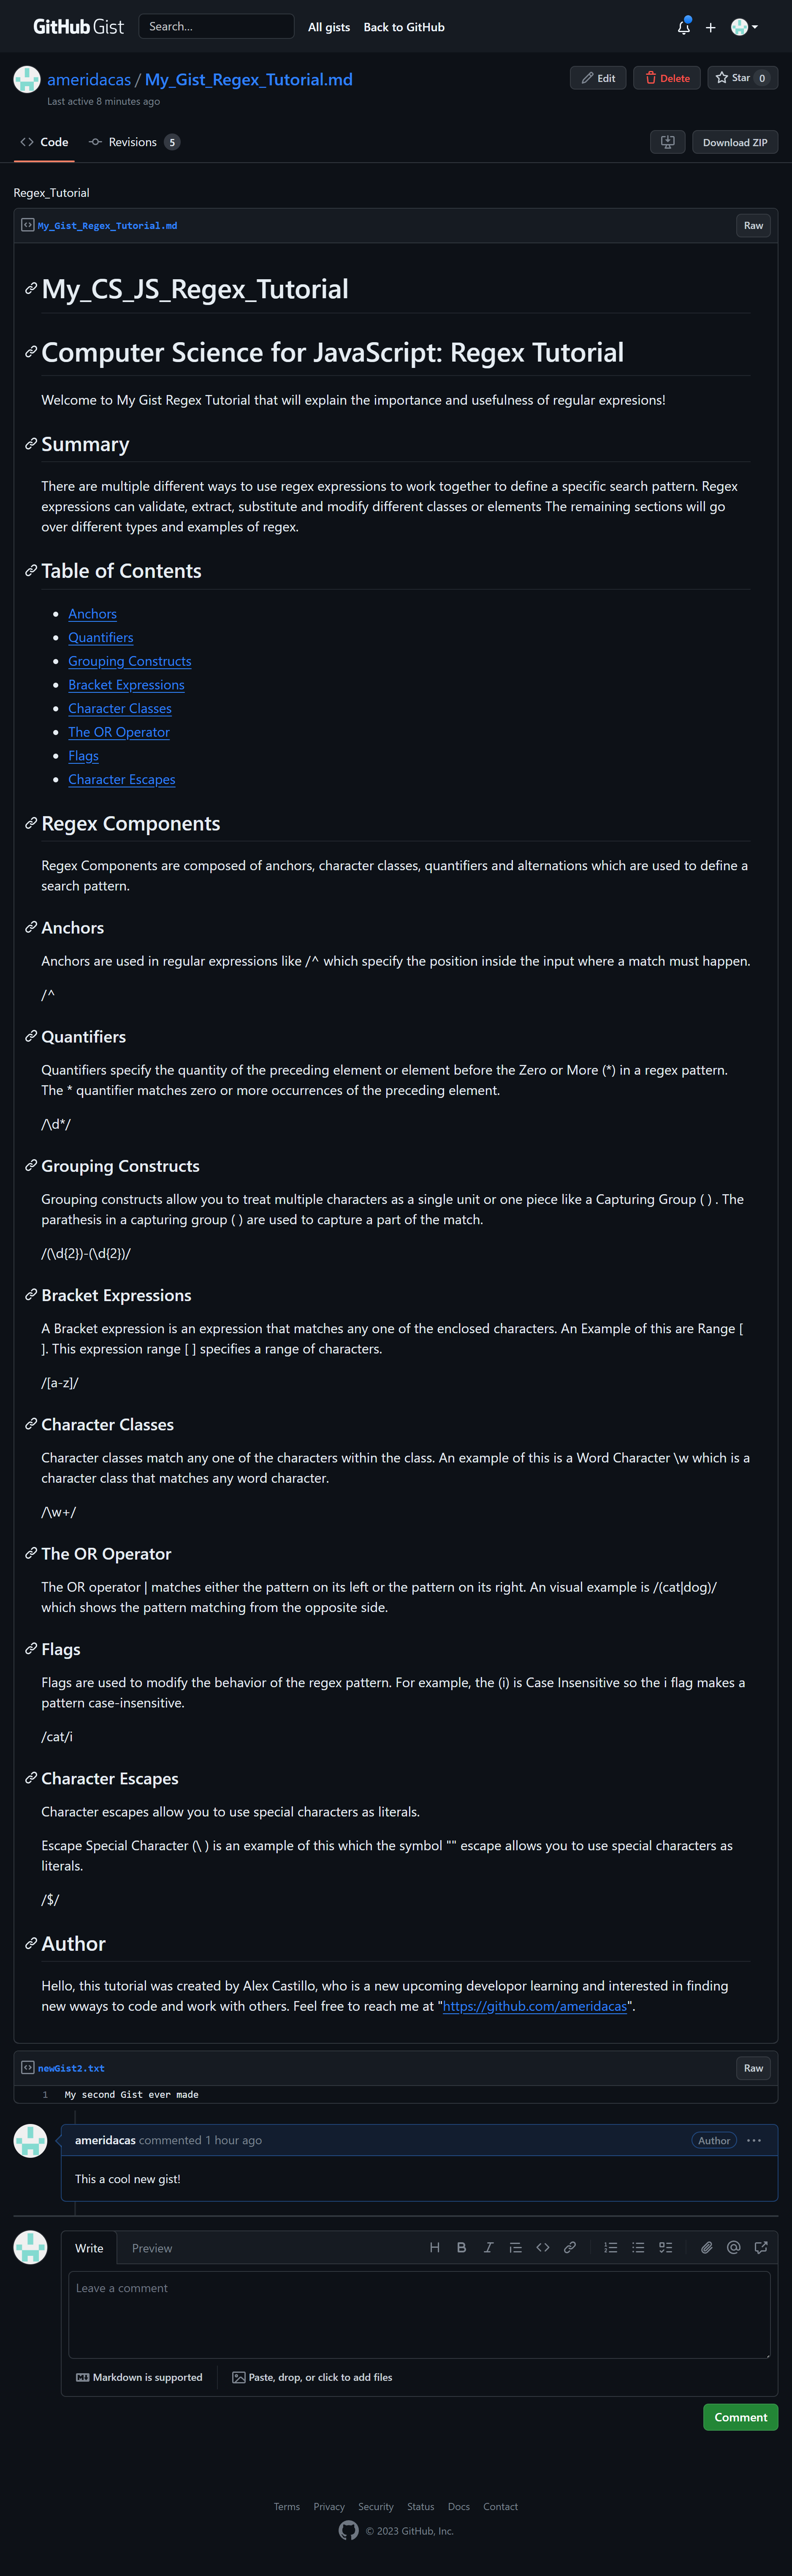 GitHub Gist Search... All gists Back to GitHub
ameridacas / My_Gist_Regex_Tutorial.md Edit Delete Star 0
Last active 8 minutes ago
Code Revisions 5 Download ZIP
Regex_Tutorial
My_Gist_Regex_Tutorial.md Raw
My_CS_JS_Regex_Tutorial
Computer Science for JavaScript: Regex Tutorial
Welcome to My Gist Regex Tutorial that will explain the importance and usefulness of regular expresions!
Summary
There are multiple different ways to use regex expressions to work together to define a specific search pattern. Regex
expressions can validate, extract, substitute and modify different classes or elements The remaining sections will go
over different types and examples of regex.
Table of Contents
• Anchors
• Quantifiers
• Grouping Constructs
• Bracket Expressions
• Character Classes
• The OR Operator
• Flags
• Character Escapes
Regex Components
Regex Components are composed of anchors, character classes, quantifiers and alternations which are used to define a
search pattern.
Anchors
Anchors are used in regular expressions like /^ which specify the position inside the input where a match must happen.
/^
Quantifiers
Quantifiers specify the quantity of the preceding element or element before the Zero or More (*) in a regex pattern.
The * quantifier matches zero or more occurrences of the preceding element.
/\d*/
Grouping Constructs
Grouping constructs allow you to treat multiple characters as a single unit or one piece like a Capturing Group ( ) . The
parathesis in a capturing group ( ) are used to capture a part of the match.
/(\d{2})-(\d{2})/
Bracket Expressions
A Bracket expression is an expression that matches any one of the enclosed characters. An Example of this are Range [
]. This expression range [ ] specifies a range of characters.
/[a-z]/
Character Classes
Character classes match any one of the characters within the class. An example of this is a Word Character \w which is a
character class that matches any word character.
/\w+/
The OR Operator
The OR operator | matches either the pattern on its left or the pattern on its right. An visual example is /(cat|dog)/
which shows the pattern matching from the opposite side.
Flags
Flags are used to modify the behavior of the regex pattern. For example, the (i) is Case Insensitive so the i flag makes a
pattern case-insensitive.
/cat/i
Character Escapes
Character escapes allow you to use special characters as literals.
Escape Special Character (\ ) is an example of this which the symbol "" escape allows you to use special characters as
literals.
/$/
Author
Hello, this tutorial was created by Alex Castillo, who is a new upcoming developor learning and interested in finding
new wways to code and work with others. Feel free to reach me at "https://github.com/ameridacas".
newGist2.txt Raw
1 My second Gist ever made
ameridacas commented 1 hour ago Author
This a cool new gist!
Write Preview
Leave a comment
Markdown is supported Paste, drop, or click to add files
Comment
Terms Privacy Security Status Docs Contact
© 2023 GitHub, Inc.